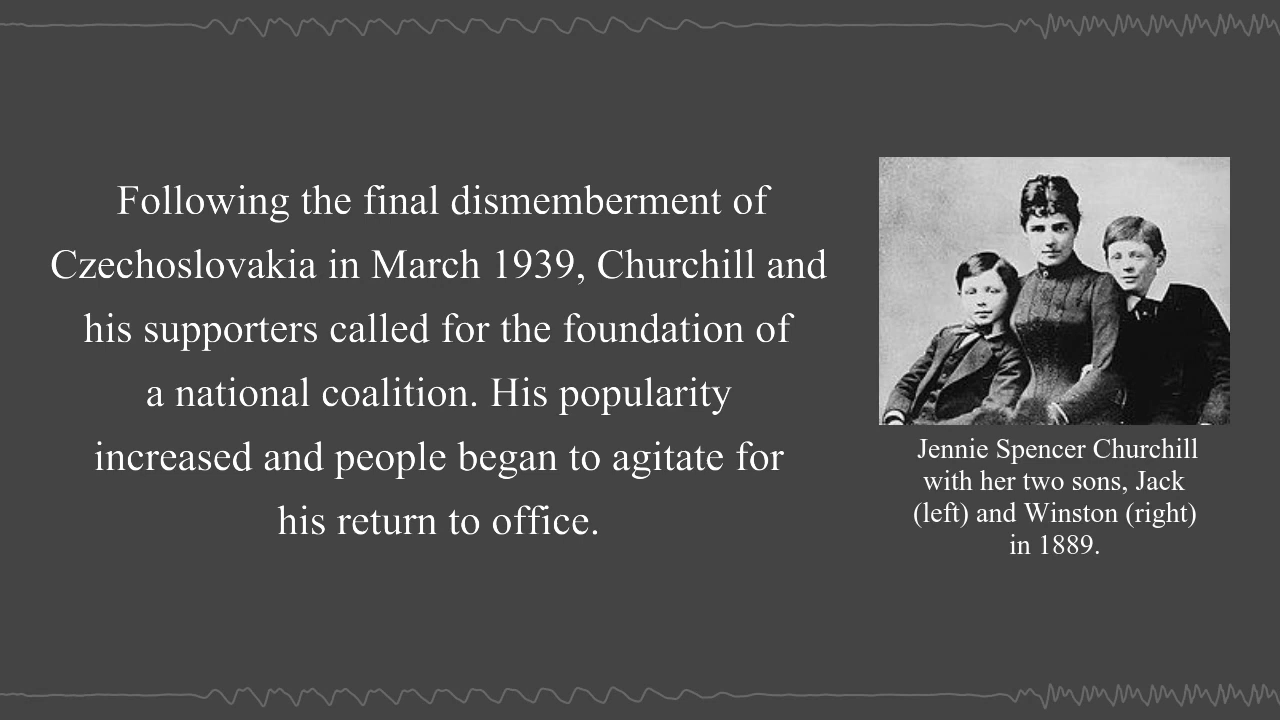 Following the final dismemberment of
Czechoslovakia in March 1939, Churchill and
his supporters called for the foundation of
a national coalition. His popularity
increased and people began to agitate for
his return to office.
Jennie Spencer Churchill
with her two sons, Jack
(left) and Winston (right)
in 1889.